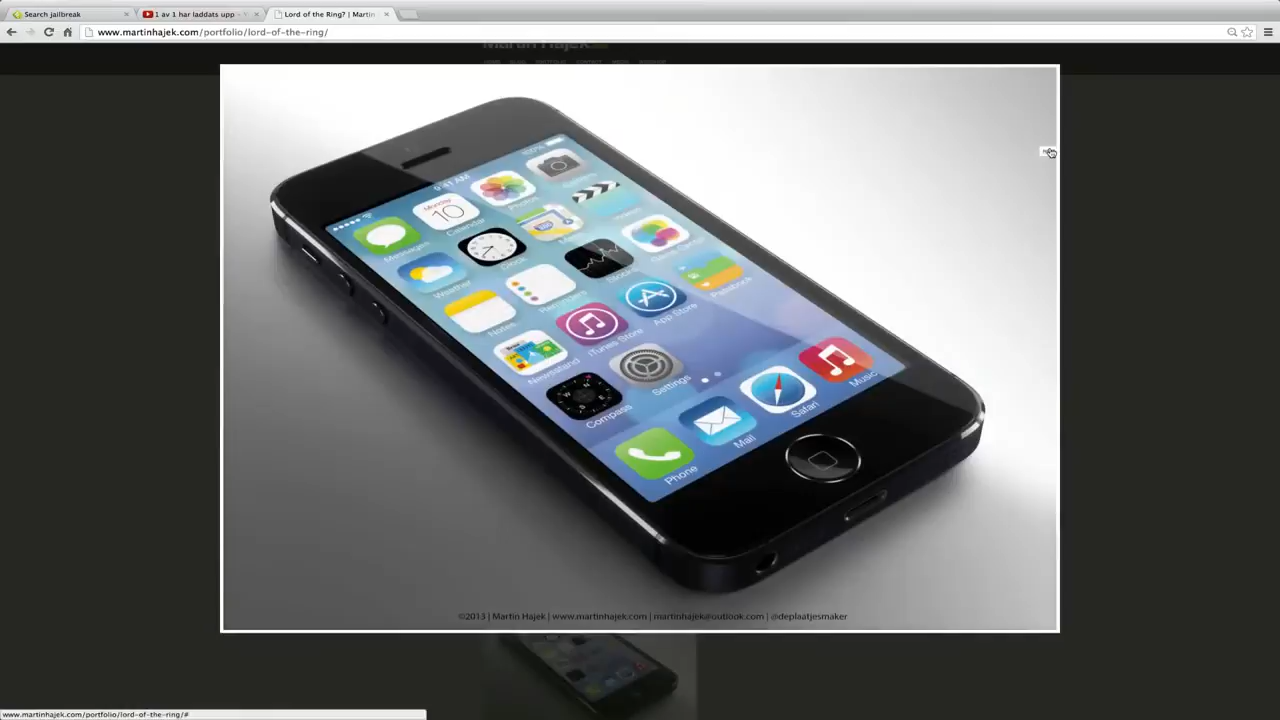 Search jailbreak
1 av 1 har laddats upp - Y
Lord of the Ring? | Martin
www.martinhajek.com/portfolio/lord-of-the-ring/
Martin Hajek
100%
9:41 AM
Messages
Calendar
Monday
10
Photos
Camera
Weather
Clock
Maps
Videos
Notes
Reminders
Stocks
Game Center
Newsstand
iTunes Store
App Store
Passbook
Compass
Settings
Phone
Mail
Safari
Music
©2013 | Martin Hajek | www.martinhajek.com | martinhajek@outlook.com | @deplaatjesmaker
www.martinhajek.com/portfolio/lord-of-the-ring/#